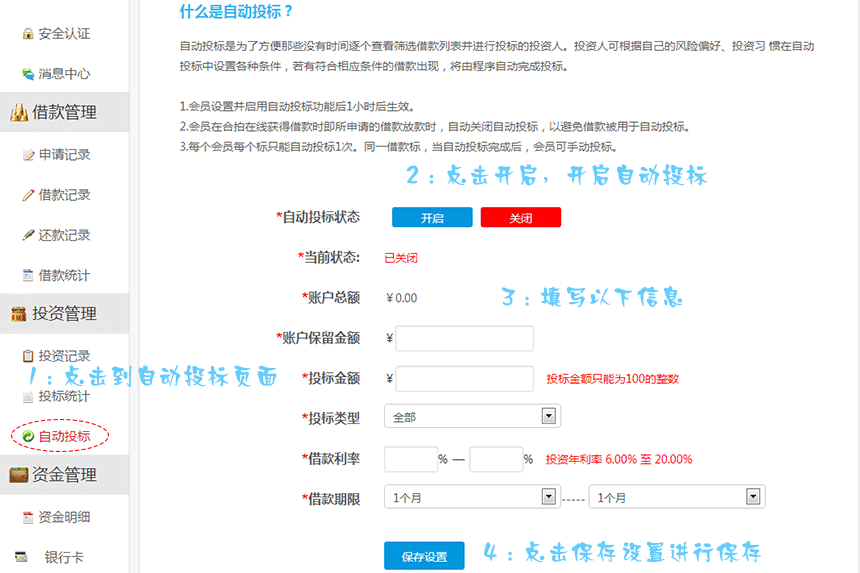 安全认证
消息中心
借款管理
申请记录
借款记录
还款记录
借款统计
投资管理
投资记录
1：点击到自动投标页面
投标统计
自动投标
资金管理
资金明细
银行卡
什么是自动投标？
自动投标是为了方便那些没有时间逐个查看筛选借款列表并进行投标的投资人。投资人可根据自己的风险偏好、投资习 惯在自动
投标中设置各种条件，若有符合相应条件的借款出现，将由程序自动完成投标。
1.会员设置并启用自动投标功能后1小时后生效。
2.会员在合拍在线获得借款时即所申请的借款放款时，自动关闭自动投标，以避免借款被用于自动投标。
3.每个会员每个标只能自动投标1次。同一借款标，当自动投标完成后，会员可手动投标。
2：点击开启，开启自动投标
*自动投标状态 开启 关闭
*当前状态: 已关闭
*账户总额 ¥0.00 3：填写以下信息
*账户保留金额 ¥
*投标金额 ¥ 投标金额只能为100的整数
*投标类型 全部
*借款利率 % — % 投资年利率 6.00% 至 20.00%
*借款期限 1个月 ----- 1个月
保存设置 4：点击保存设置进行保存